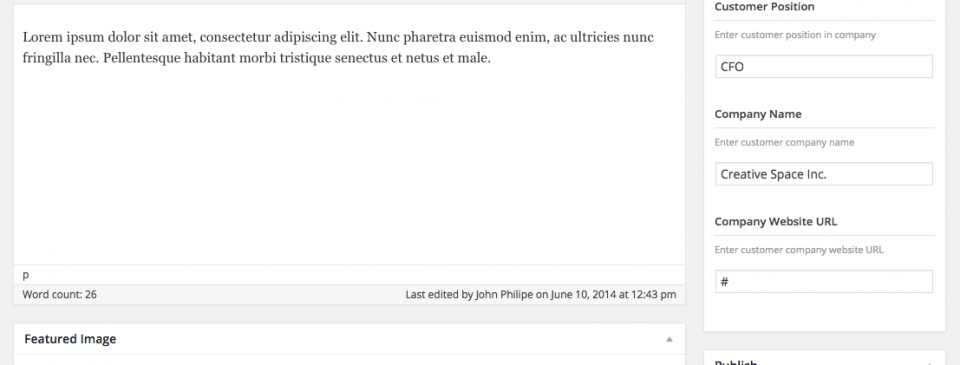 Lorem ipsum dolor sit amet, consectetur adipiscing elit. Nunc pharetra euismod enim, ac ultricies nunc
fringilla nec. Pellentesque habitant morbi tristique senectus et netus et male.
p
Word count: 26
Last edited by John Philipe on June 10, 2014 at 12:43 pm
Featured Image
Customer Position
Enter customer position in company
CFO
Company Name
Enter customer company name
Creative Space Inc.
Company Website URL
Enter customer company website URL
#
Publish